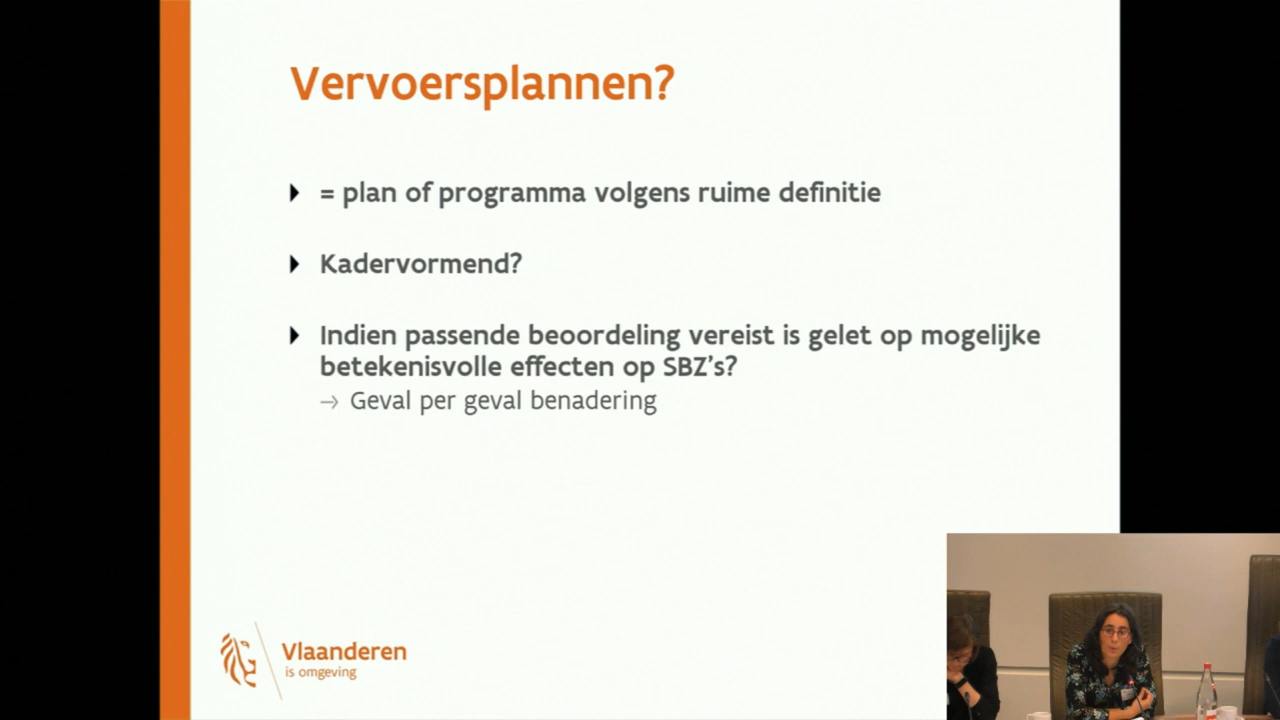 Vervoersplannen?
= plan of programma volgens ruime definitie
Kadervormend?
Indien passende beoordeling vereist is gelet op mogelijke
betekenisvolle effecten op SBZ's?
→ Geval per geval benadering
Vlaanderen
is omgeving